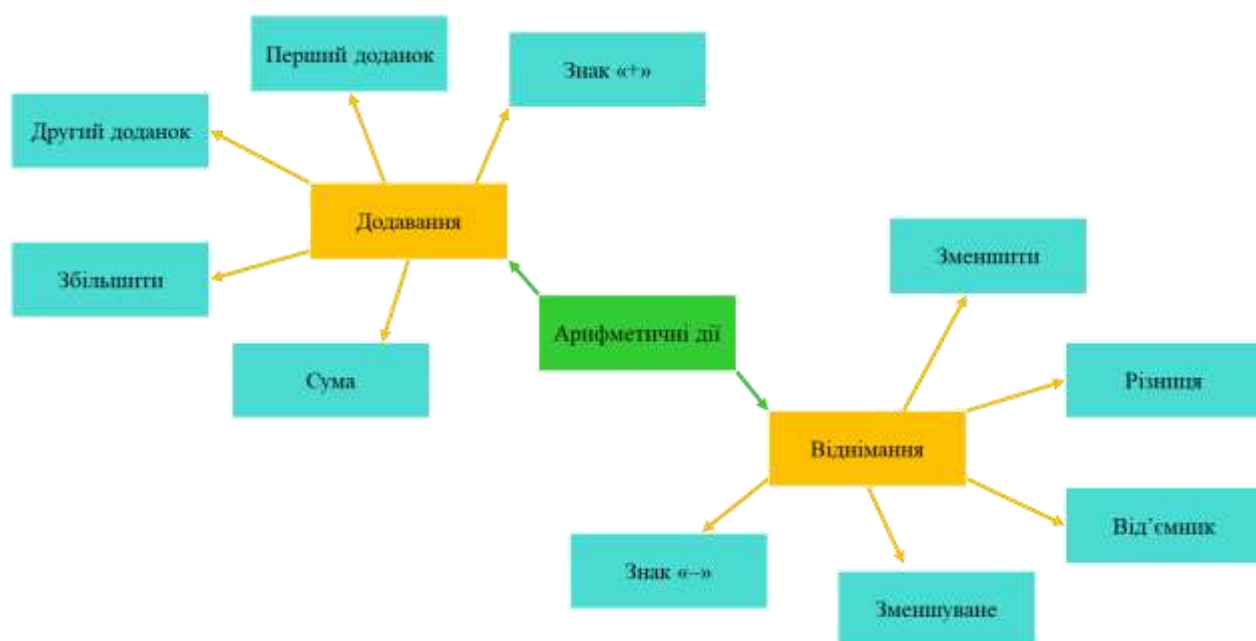 Перший доданок
Знак «+»
Другий доданок
Додавання
Збільшити
Сума
Арифметичні дії
Зменшити
Різниця
Віднімання
Від’ємник
Знак «–»
Зменшуване